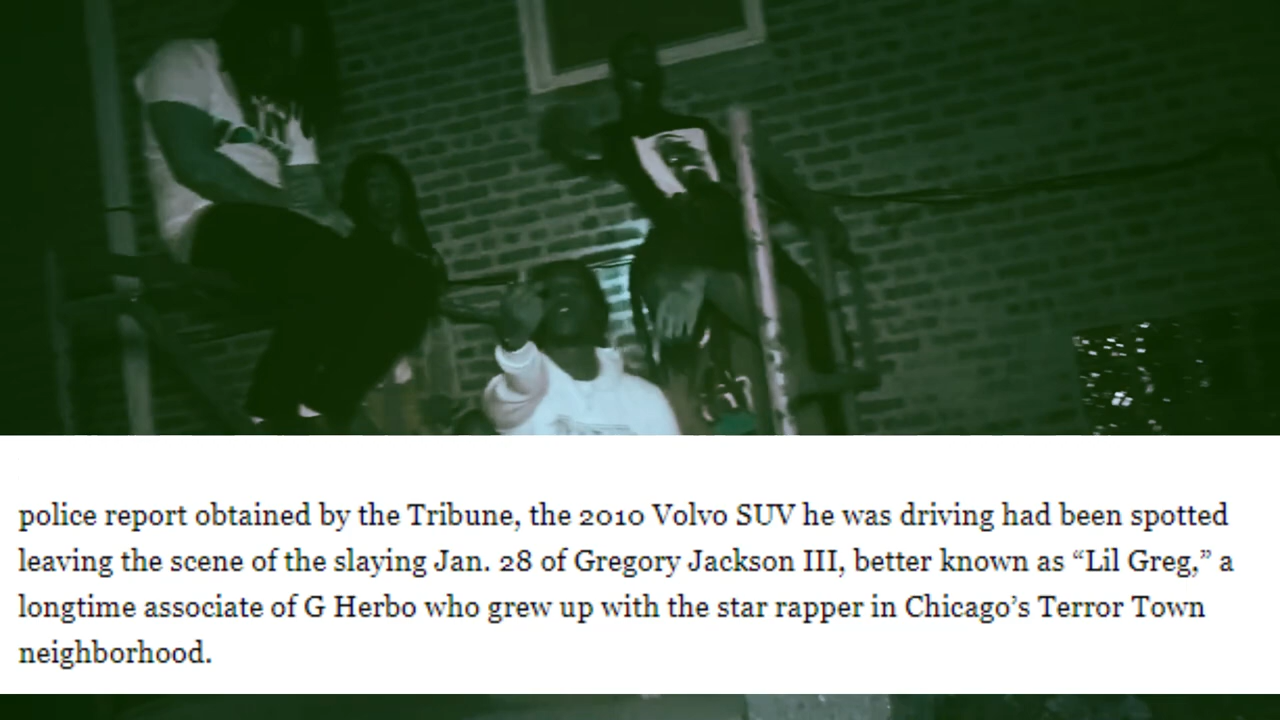 police report obtained by the Tribune, the 2010 Volvo SUV he was driving had been spotted
leaving the scene of the slaying Jan. 28 of Gregory Jackson III, better known as “Lil Greg,” a
longtime associate of G Herbo who grew up with the star rapper in Chicago’s Terror Town
neighborhood.